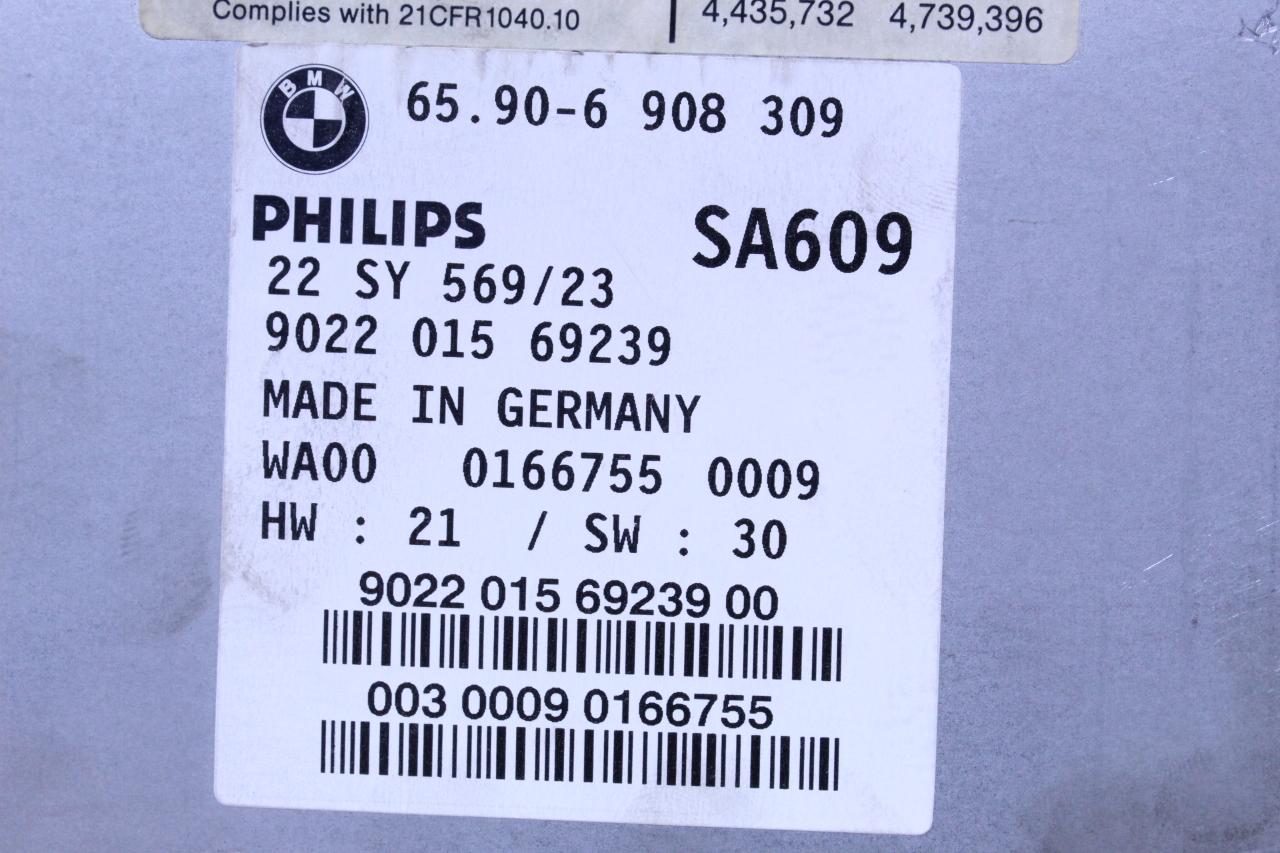 Complies with 21CFR1040.10
4,435,732 4,739,396
BMW
65.90-6 908 309
PHILIPS
SA609
22 SY 569/23
9022 015 69239
MADE IN GERMANY
WA00 0166755 0009
HW : 21 / SW : 30
9022 015 69239 00
003 0009 0166755